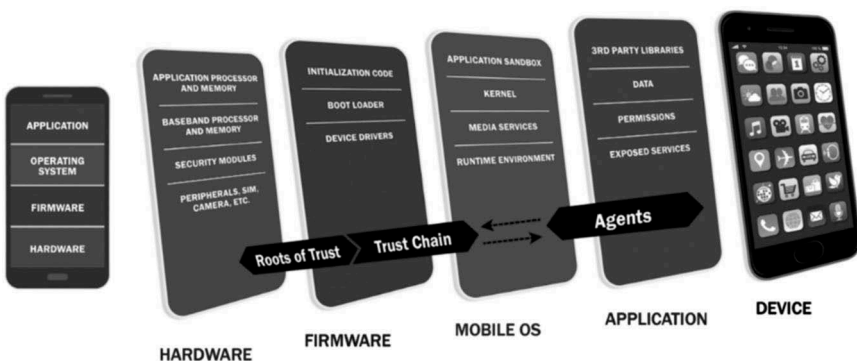 APPLICATION
OPERATING
SYSTEM
FIRMWARE
HARDWARE
APPLICATION PROCESSOR
AND MEMORY
BASEBAND PROCESSOR
AND MEMORY
SECURITY MODULES
PERIPHERALS, SIM,
CAMERA, ETC.
HARDWARE
INITIALIZATION CODE
BOOT LOADER
DEVICE DRIVERS
FIRMWARE
APPLICATION SANDBOX
KERNEL
MEDIA SERVICES
RUNTIME ENVIRONMENT
MOBILE OS
3RD PARTY LIBRARIES
DATA
PERMISSIONS
EXPOSED SERVICES
APPLICATION
Roots of Trust
Trust Chain
Agents
DEVICE